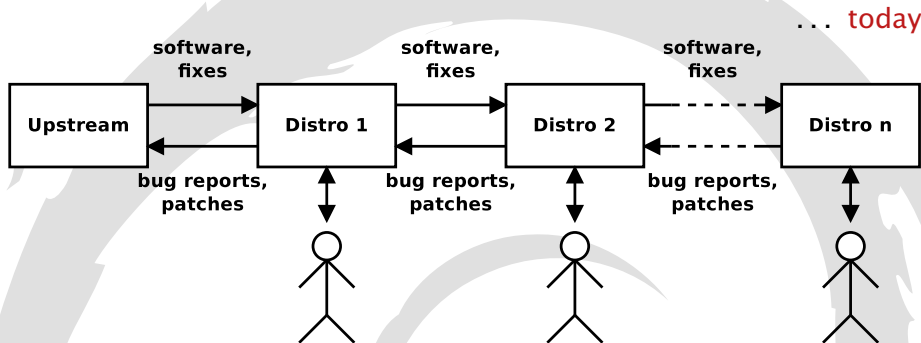 ... today
software,
fixes
software,
fixes
software,
fixes
Upstream
Distro 1
Distro 2
Distro n
bug reports,
patches
bug reports,
patches
bug reports,
patches